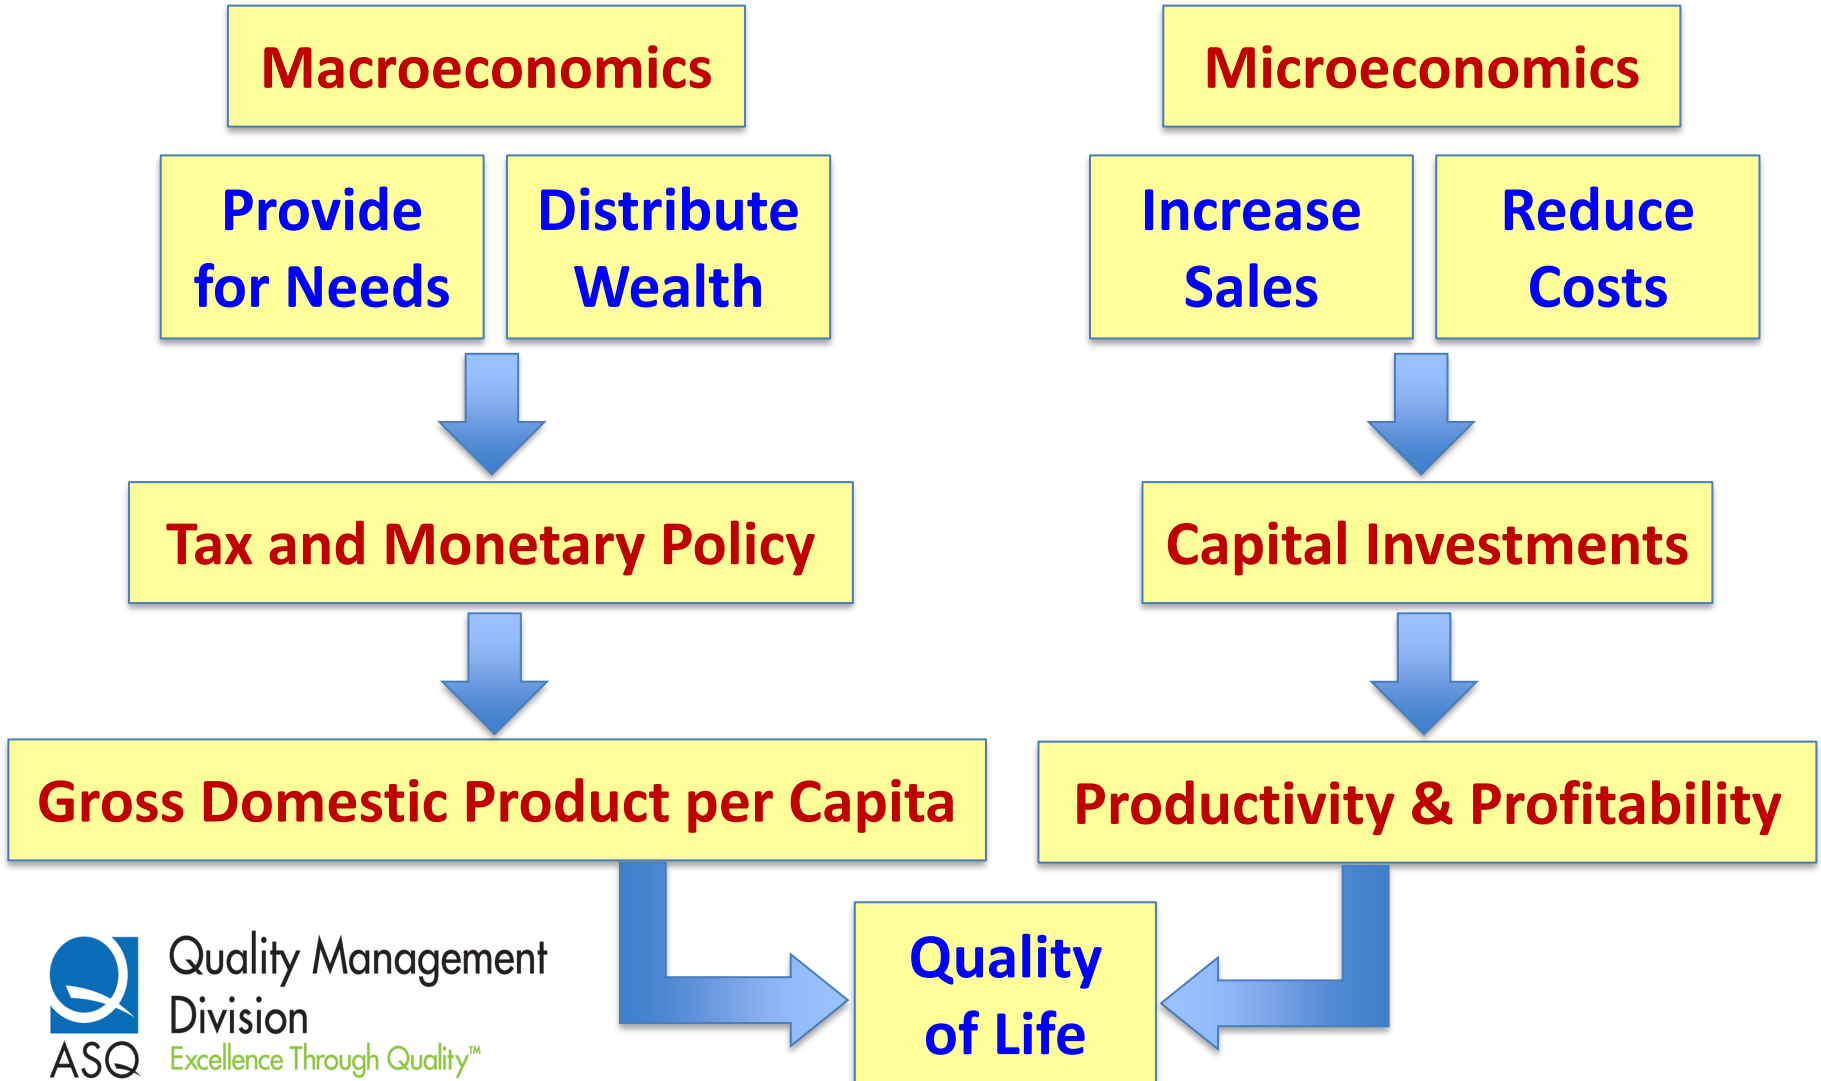 Macroeconomics
Microeconomics
Provide
for Needs
Distribute
Wealth
Increase
Sales
Reduce
Costs
Tax and Monetary Policy
Capital Investments
Gross Domestic Product per Capita
Productivity & Profitability
Quality
of Life
Quality Management
Division
Excellence Through Quality™
ASQ